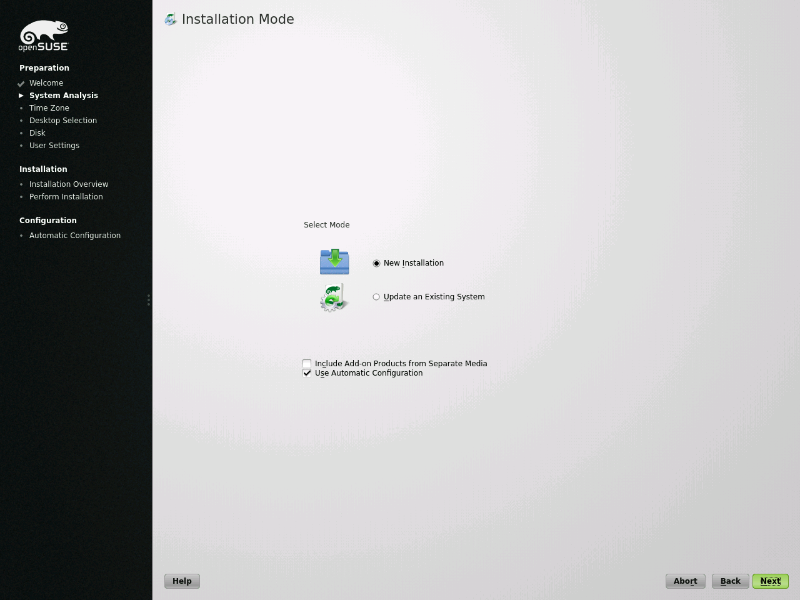 openSUSE
Preparation
Welcome
System Analysis
Time Zone
Desktop Selection
Disk
User Settings
Installation
Installation Overview
Perform Installation
Configuration
Automatic Configuration
Installation Mode
Select Mode
New Installation
Update an Existing System
Include Add-on Products from Separate Media
Use Automatic Configuration
Help
Abort
Back
Next